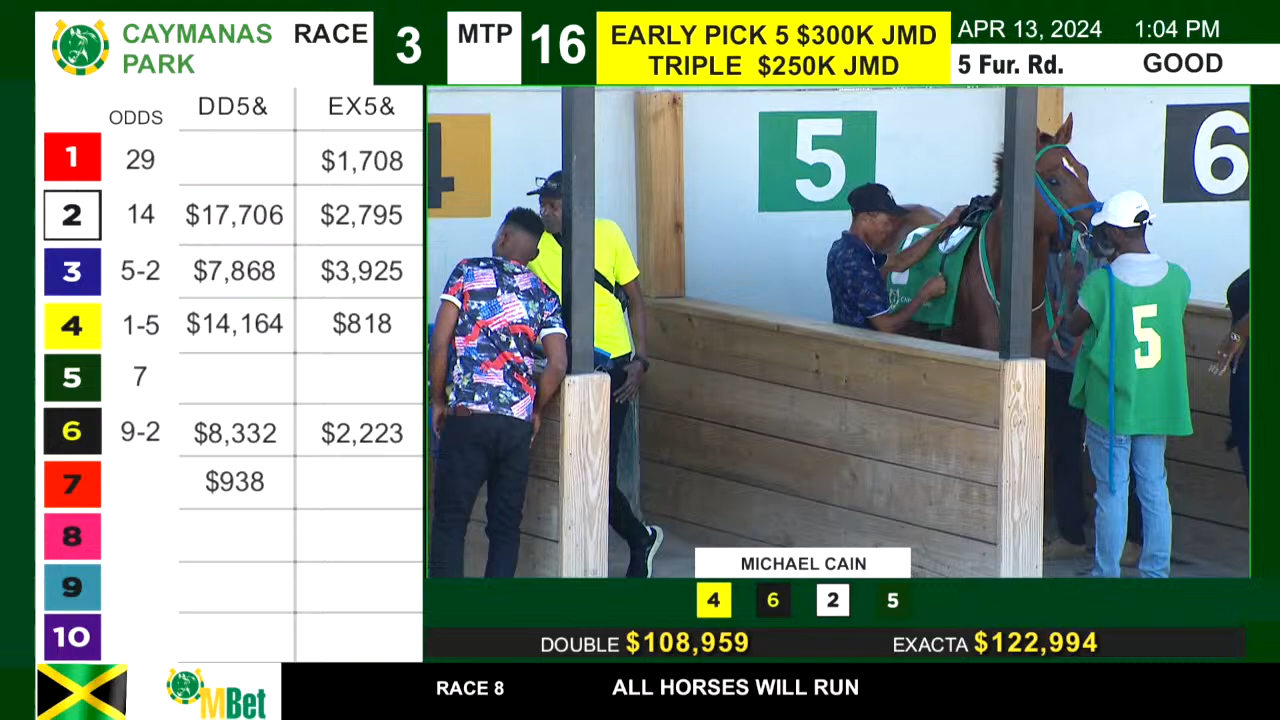 CAYMANAS PARK
RACE 3
MTP 16
EARLY PICK 5 $300K JMD
TRIPLE $250K JMD
APR 13, 2024 1:04 PM
5 Fur. Rd. GOOD
ODDS DD5& EX5&
1 29 $1,708
2 14 $17,706 $2,795
3 5-2 $7,868 $3,925
4 1-5 $14,164 $818
5 7
6 9-2 $8,332 $2,223
7 $938
8
9
10
5
6
5
MICHAEL CAIN
4 6 2 5
DOUBLE $108,959 EXACTA $122,994
MBet
RACE 8 ALL HORSES WILL RUN